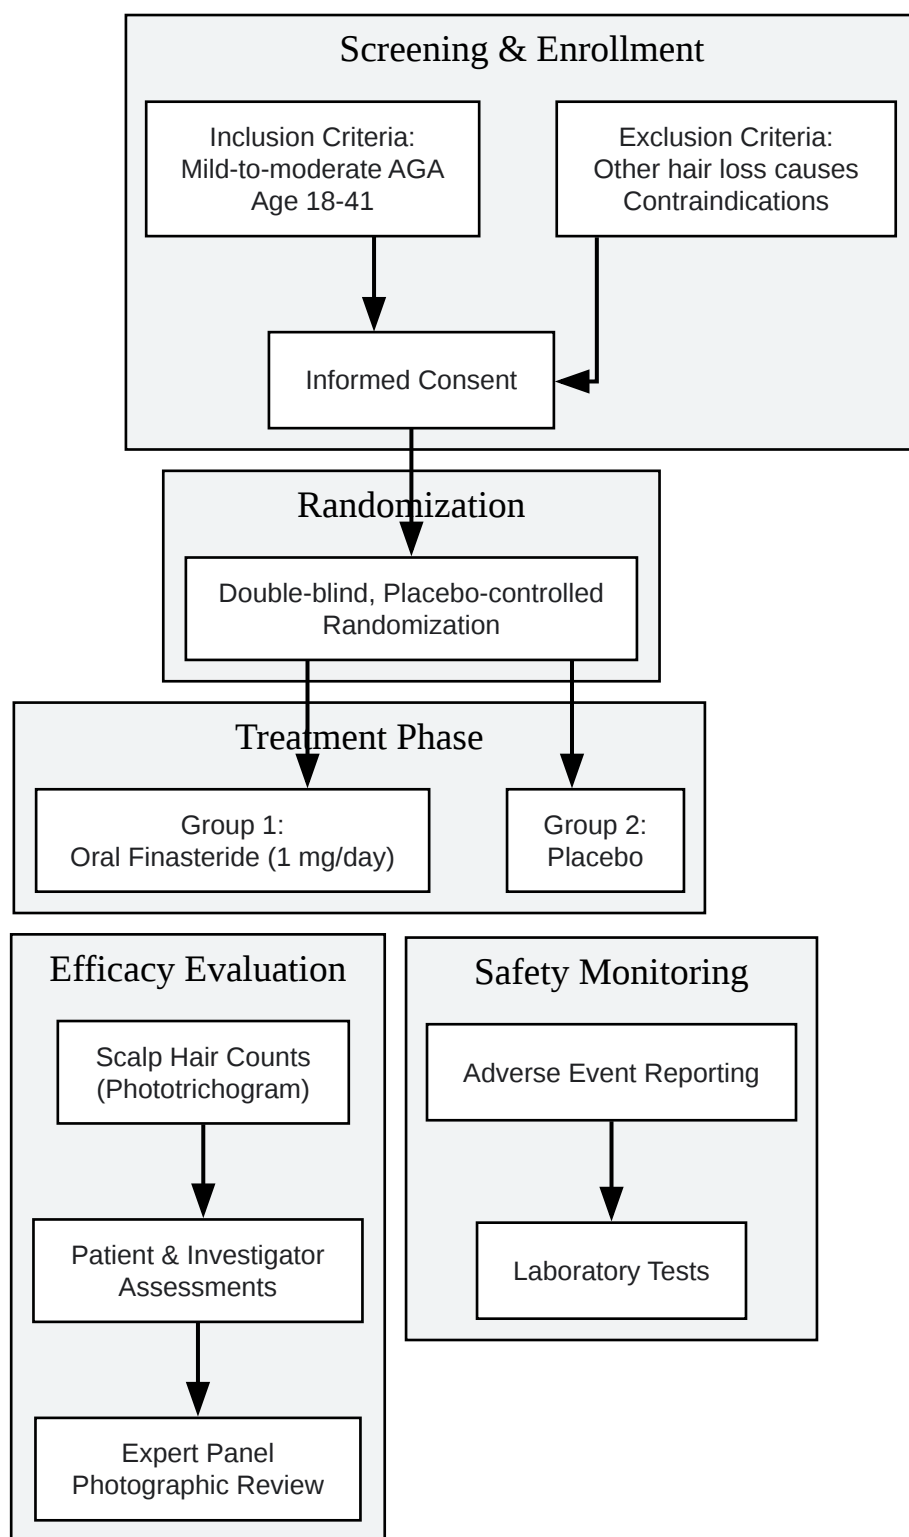 Screening & Enrollment
Inclusion Criteria:
Mild-to-moderate AGA
Age 18-41
Exclusion Criteria:
Other hair loss causes
Contraindications
Informed Consent
Randomization
Double-blind, Placebo-controlled
Randomization
Treatment Phase
Group 1:
Oral Finasteride (1 mg/day)
Group 2:
Placebo
Efficacy Evaluation
Scalp Hair Counts
(Phototrichogram)
Patient & Investigator
Assessments
Expert Panel
Photographic Review
Safety Monitoring
Adverse Event Reporting
Laboratory Tests